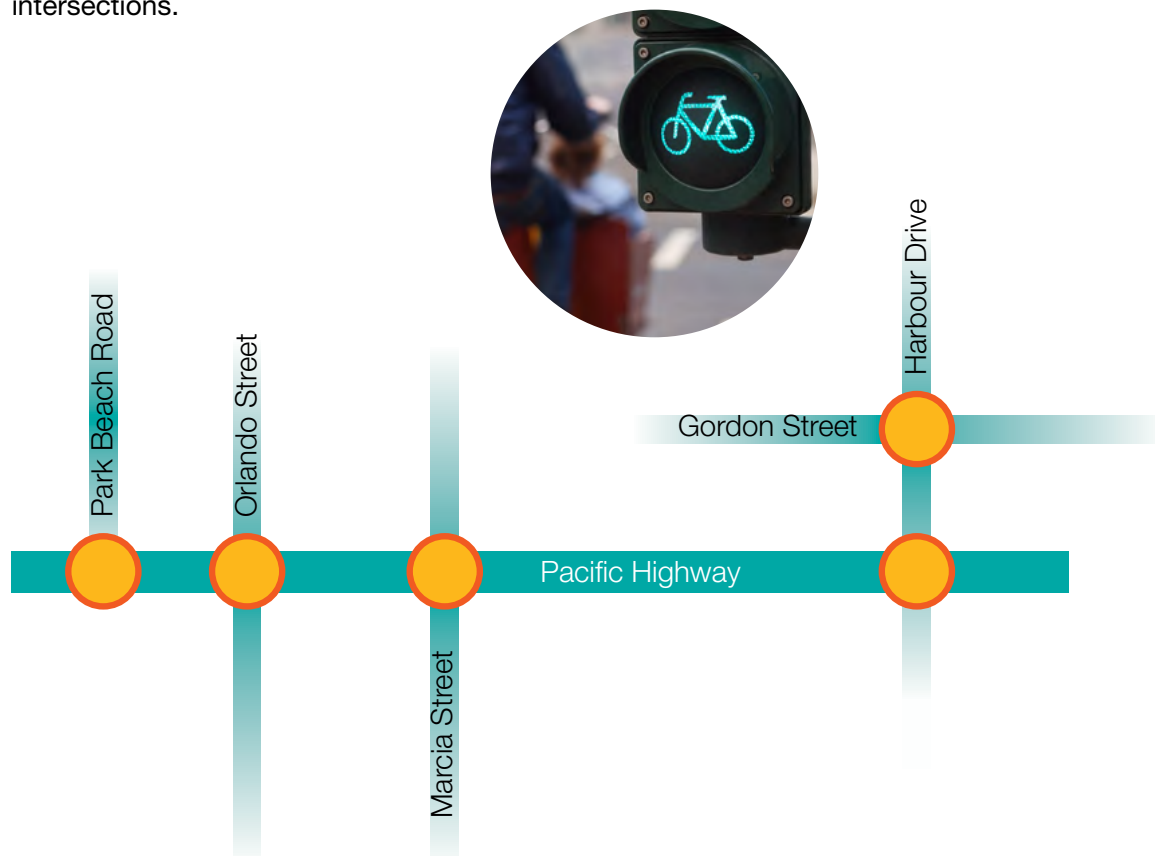 intersections.
Harbour Drive
Park Beach Road
Orlando Street
Gordon Street
Pacific Highway
Marcia Street